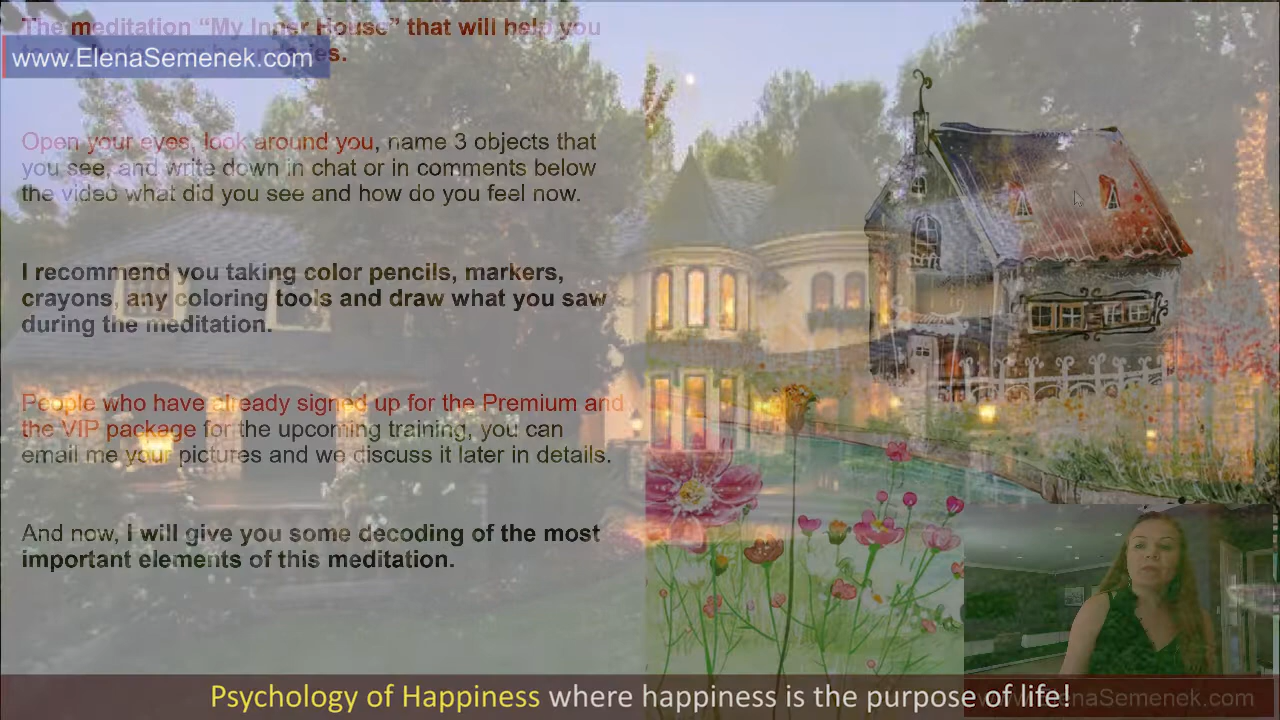 The meditation “My Inner House” that will help you
www.ElenaSemenek.com
Open your eyes, look around you, name 3 objects that
you see, and write down in chat or in comments below
the video what did you see and how do you feel now.
I recommend you taking color pencils, markers,
crayons, any coloring tools and draw what you saw
during the meditation.
People who have already signed up for the Premium and
the VIP package for the upcoming training, you can
email me your pictures and we discuss it later in details.
And now, I will give you some decoding of the most
important elements of this meditation.
Psychology of Happiness where happiness is the purpose of life!
www.ElenaSemenek.com